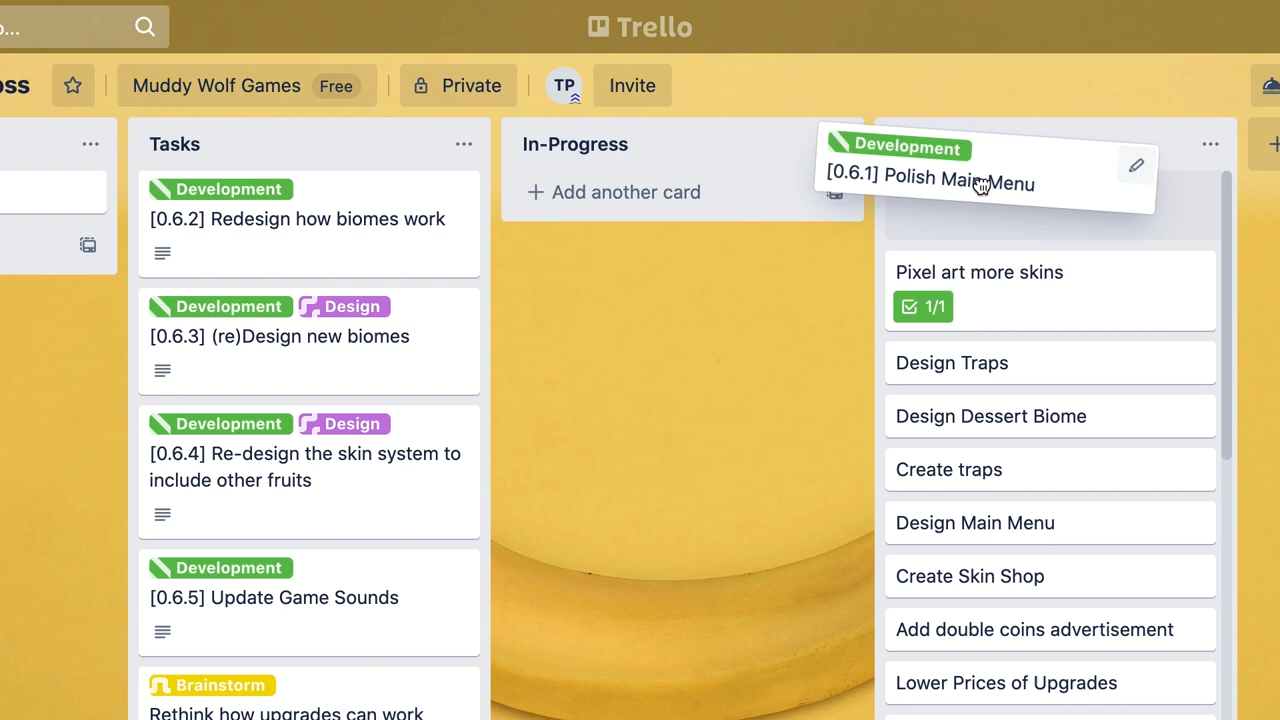 ...
Trello
oss
Muddy Wolf Games Free
Private
TP
Invite
Tasks
Development
[0.6.2] Redesign how biomes work
Development Design
[0.6.3] (re)Design new biomes
Development Design
[0.6.4] Re-design the skin system to
include other fruits
Development
[0.6.5] Update Game Sounds
Brainstorm
Rethink how upgrades can work
In-Progress
+ Add another card
Development
[0.6.1] Polish Main Menu
Pixel art more skins
1/1
Design Traps
Design Dessert Biome
Create traps
Design Main Menu
Create Skin Shop
Add double coins advertisement
Lower Prices of Upgrades